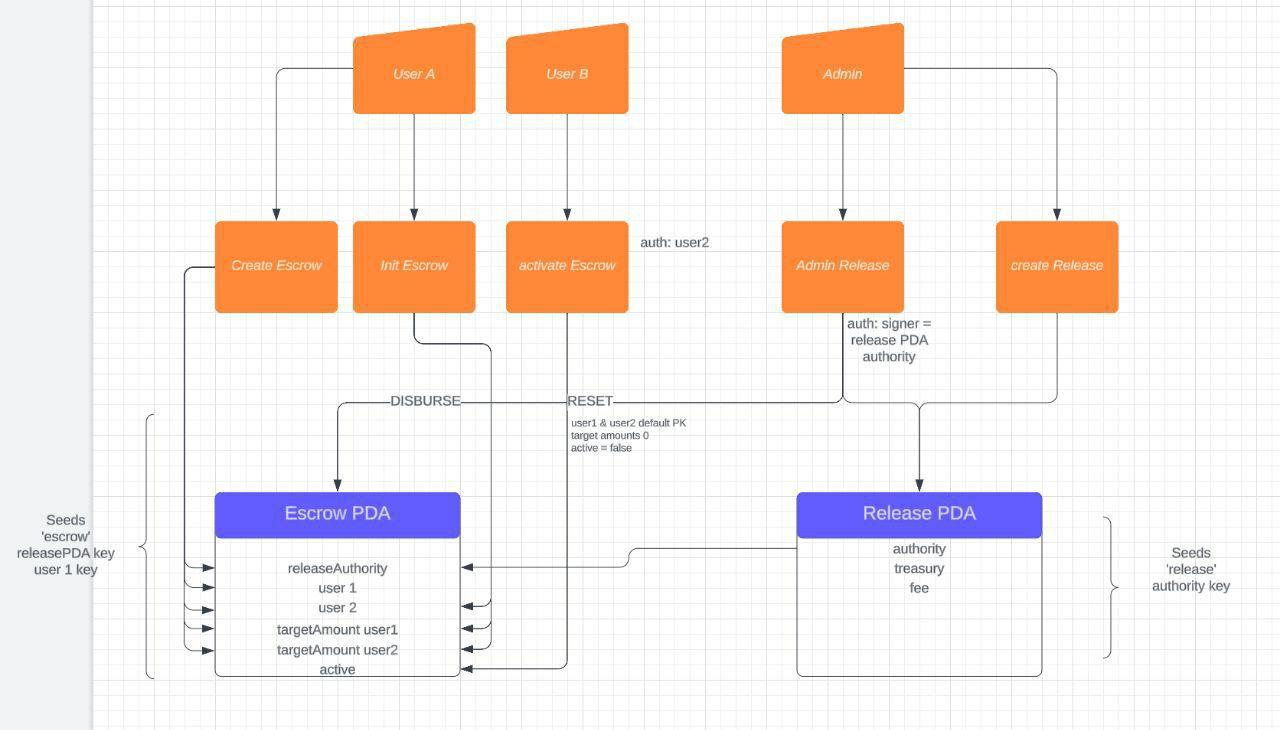 User A
User B
Admin
Create Escrow
Init Escrow
activate Escrow
auth: user2
Admin Release
create Release
auth: signer =
release PDA
authority
DISBURSE
RESET
user1 & user2 default PK
target amounts 0
active = false
Seeds
'escrow'
releasePDA key
user 1 key
Escrow PDA
releaseAuthority
user 1
user 2
targetAmount user1
targetAmount user2
active
Release PDA
authority
treasury
fee
Seeds
'release'
authority key